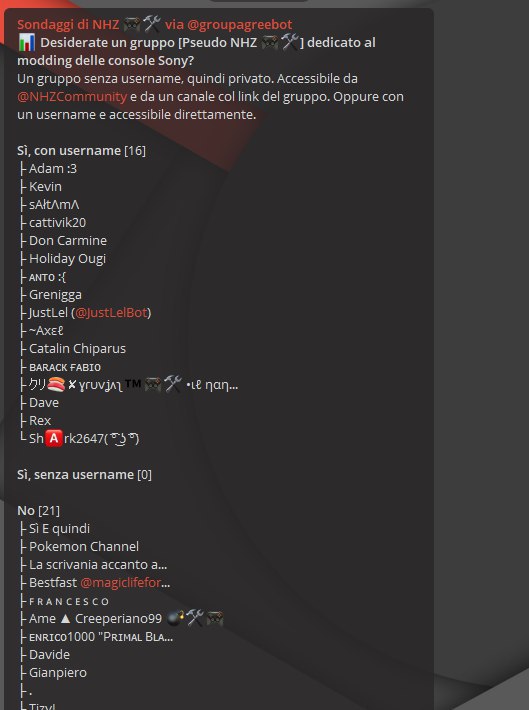 Sondaggi di NHZ 🎮🛠 via @groupagreebot
📊 Desiderate un gruppo [Pseudo NHZ 🎮🛠] dedicato al
modding delle console Sony?
Un gruppo senza username, quindi privato. Accessibile da
@NHZCommunity e da un canale col link del gruppo. Oppure con
un username e accessibile direttamente.
Sì, con username [16]
├ Adam :3
├ Kevin
├ sAłtΛmΛ
├ cattivik20
├ Don Carmine
├ Holiday Ougi
├ ᴀɴᴛᴏ :{
├ Grenigga
├ JustLel (@JustLelBot)
├ ~Axεℓ
├ Catalin Chiparus
├ ʙᴀʀᴀᴄᴋ ғᴀʙɪᴏ
├ クリ🍣✘ ™🎮🛠 •ιℓ ηαη...
├ Dave
├ Rex
└ Sh🅰rk2647( ͡° ͜ʖ ͡°)
Sì, senza username [0]
No [21]
├ Sì E quindi
├ Pokemon Channel
├ La scrivania accanto a...
├ Bestfast @magiclifefor...
├ ꜰ ʀ ᴀ ɴ ᴄ ᴇ ꜱ ᴄ ᴏ
├ Ame ▲ Creeperiano99 💣🛠🎮
├ ᴇɴʀɪᴄᴏ1000 "Pʀɪᴍᴀʟ Bʟᴀ...
├ Davide
├ Gianpiero
├ .
├ Tizyl